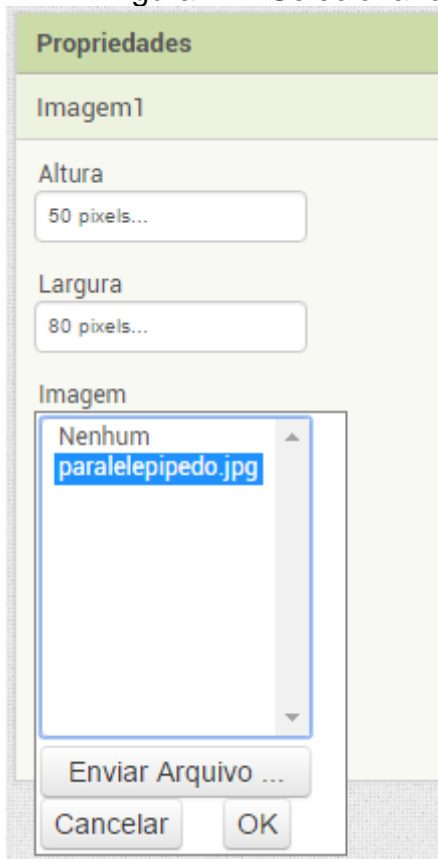 Propriedades
Imagem1
Altura
50 pixels...
Largura
80 pixels...
Imagem
Nenhum
paralelepipedo.jpg
Enviar Arquivo ...
Cancelar OK